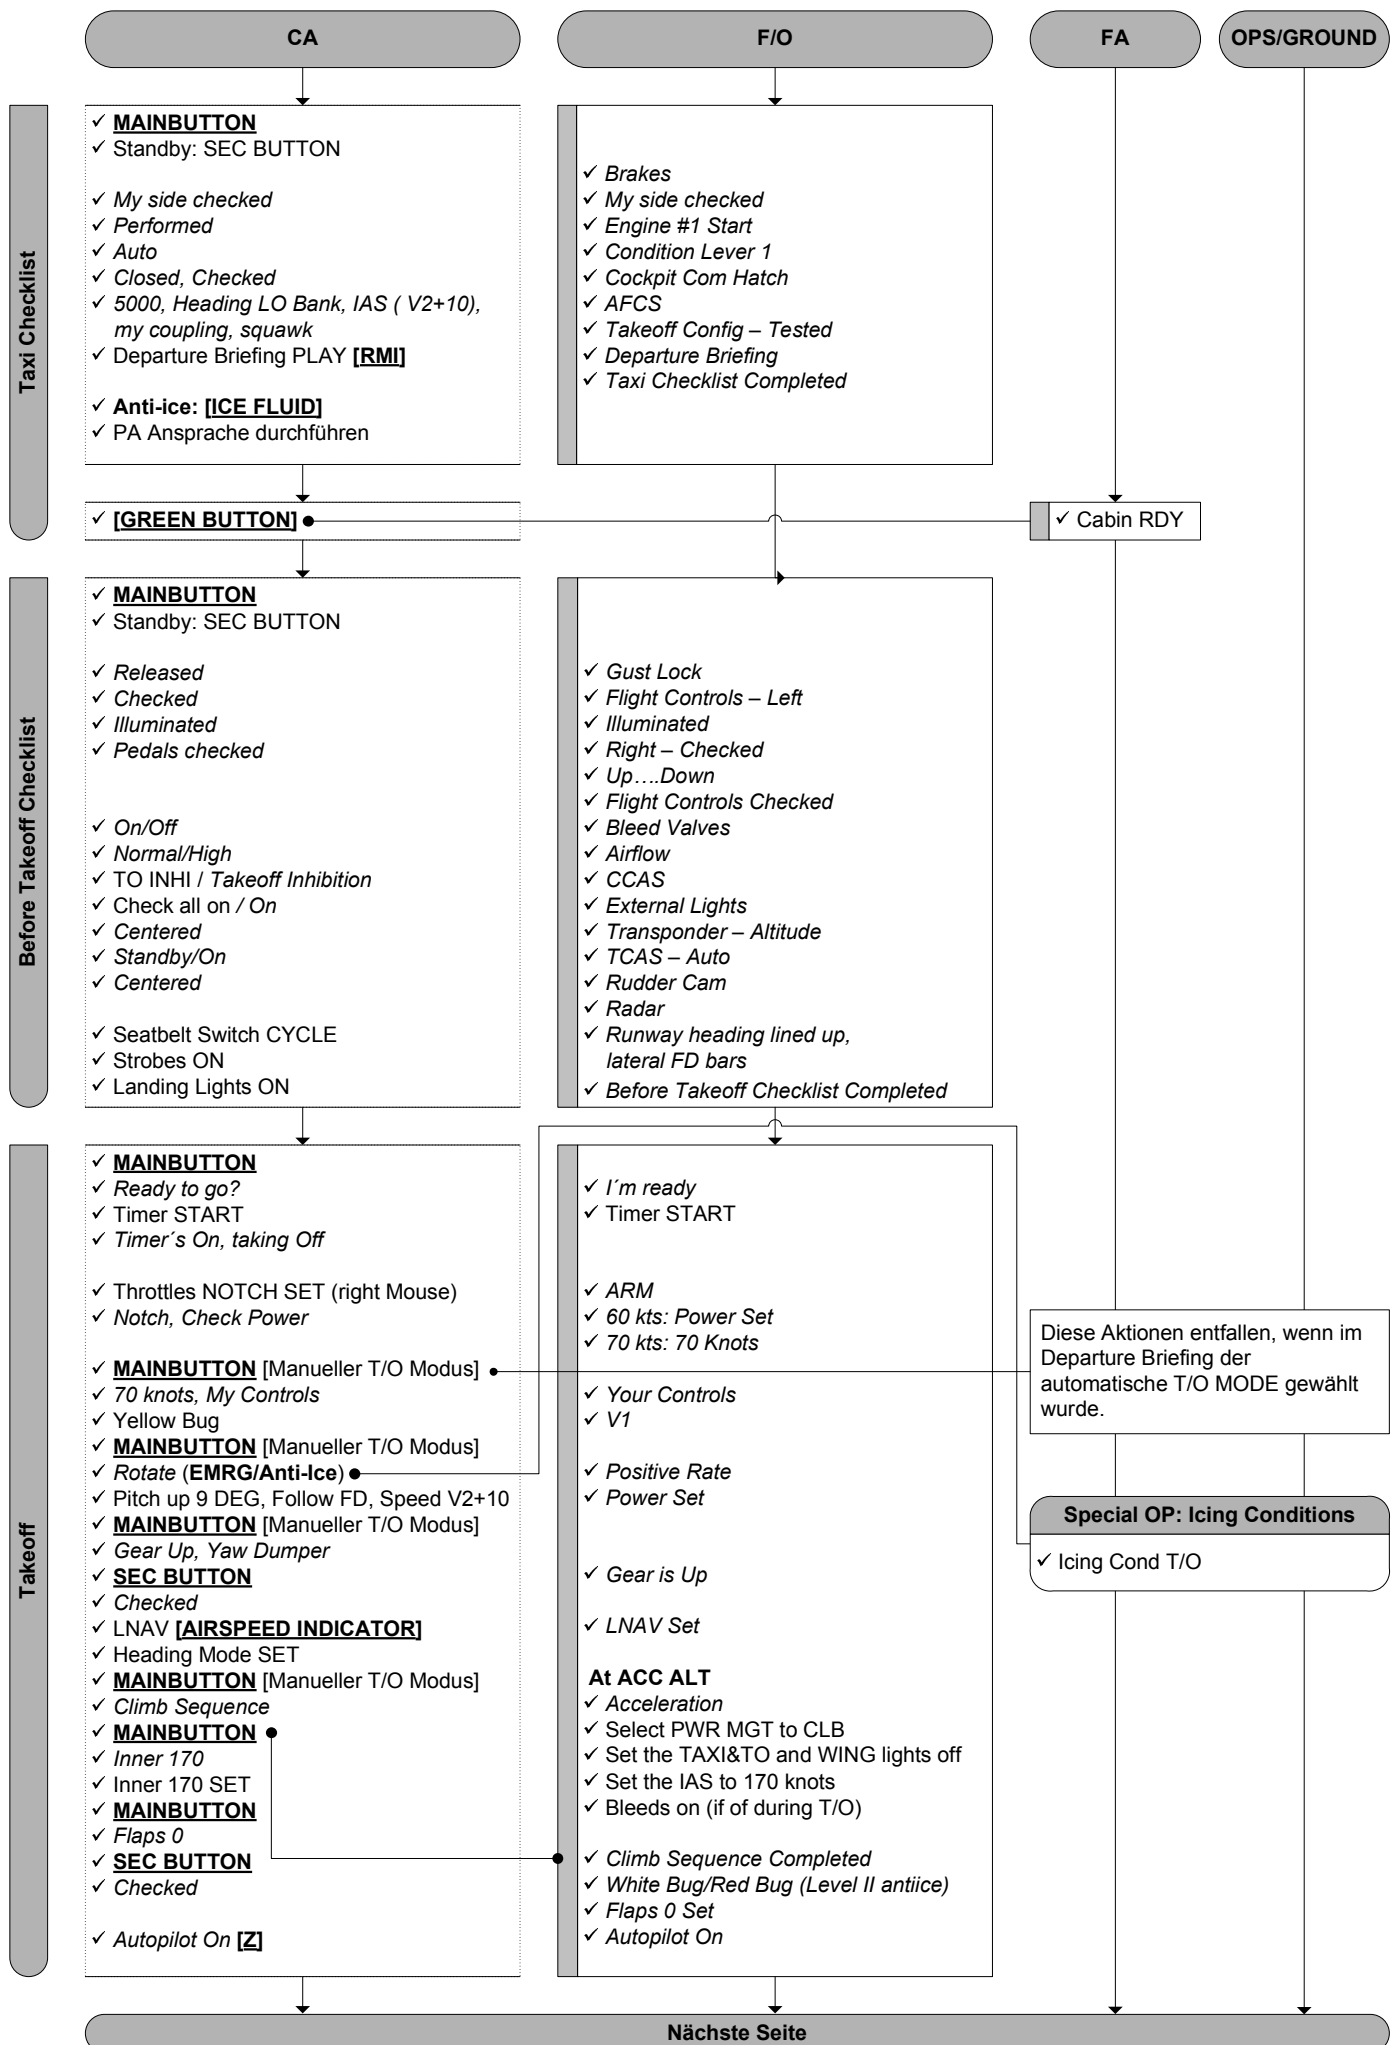 CA
F/O
FA
OPS/GROUND
Taxi Checklist
✓ MAINBUTTON
✓ Standby: SEC BUTTON
✓ My side checked
✓ Performed
✓ Auto
✓ Closed, Checked
✓ 5000, Heading LO Bank, IAS ( V2+10),
my coupling, squawk
✓ Departure Briefing PLAY [RMI]
✓ Anti-ice: [ICE FLUID]
✓ PA Ansprache durchführen
✓ Brakes
✓ My side checked
✓ Engine #1 Start
✓ Condition Lever 1
✓ Cockpit Com Hatch
✓ AFCS
✓ Takeoff Config – Tested
✓ Departure Briefing
✓ Taxi Checklist Completed
✓ [GREEN BUTTON]
✓ Cabin RDY
Before Takeoff Checklist
✓ MAINBUTTON
✓ Standby: SEC BUTTON
✓ Released
✓ Checked
✓ Illuminated
✓ Pedals checked
✓ On/Off
✓ Normal/High
✓ TO INHI / Takeoff Inhibition
✓ Check all on / On
✓ Centered
✓ Standby/On
✓ Centered
✓ Seatbelt Switch CYCLE
✓ Strobes ON
✓ Landing Lights ON
✓ Gust Lock
✓ Flight Controls – Left
✓ Illuminated
✓ Right – Checked
✓ Up….Down
✓ Flight Controls Checked
✓ Bleed Valves
✓ Airflow
✓ CCAS
✓ External Lights
✓ Transponder – Altitude
✓ TCAS – Auto
✓ Rudder Cam
✓ Radar
✓ Runway heading lined up,
lateral FD bars
✓ Before Takeoff Checklist Completed
Takeoff
✓ MAINBUTTON
✓ Ready to go?
✓ Timer START
✓ Timer´s On, taking Off
✓ Throttles NOTCH SET (right Mouse)
✓ Notch, Check Power
✓ MAINBUTTON [Manueller T/O Modus]
✓ 70 knots, My Controls
✓ Yellow Bug
✓ MAINBUTTON [Manueller T/O Modus]
✓ Rotate (EMRG/Anti-Ice)
✓ Pitch up 9 DEG, Follow FD, Speed V2+10
✓ MAINBUTTON [Manueller T/O Modus]
✓ Gear Up, Yaw Dumper
✓ SEC BUTTON
✓ Checked
✓ LNAV [AIRSPEED INDICATOR]
✓ Heading Mode SET
✓ MAINBUTTON [Manueller T/O Modus]
✓ Climb Sequence
✓ MAINBUTTON
✓ Inner 170
✓ Inner 170 SET
✓ MAINBUTTON
✓ Flaps 0
✓ SEC BUTTON
✓ Checked
✓ Autopilot On [Z]
✓ I´m ready
✓ Timer START
✓ ARM
✓ 60 kts: Power Set
✓ 70 kts: 70 Knots
✓ Your Controls
✓ V1
✓ Positive Rate
✓ Power Set
✓ Gear is Up
✓ LNAV Set
At ACC ALT
✓ Acceleration
✓ Select PWR MGT to CLB
✓ Set the TAXI&TO and WING lights off
✓ Set the IAS to 170 knots
✓ Bleeds on (if of during T/O)
✓ Climb Sequence Completed
✓ White Bug/Red Bug (Level II antiice)
✓ Flaps 0 Set
✓ Autopilot On
Diese Aktionen entfallen, wenn im
Departure Briefing der
automatische T/O MODE gewählt
wurde.
Special OP: Icing Conditions
✓ Icing Cond T/O
Nächste Seite